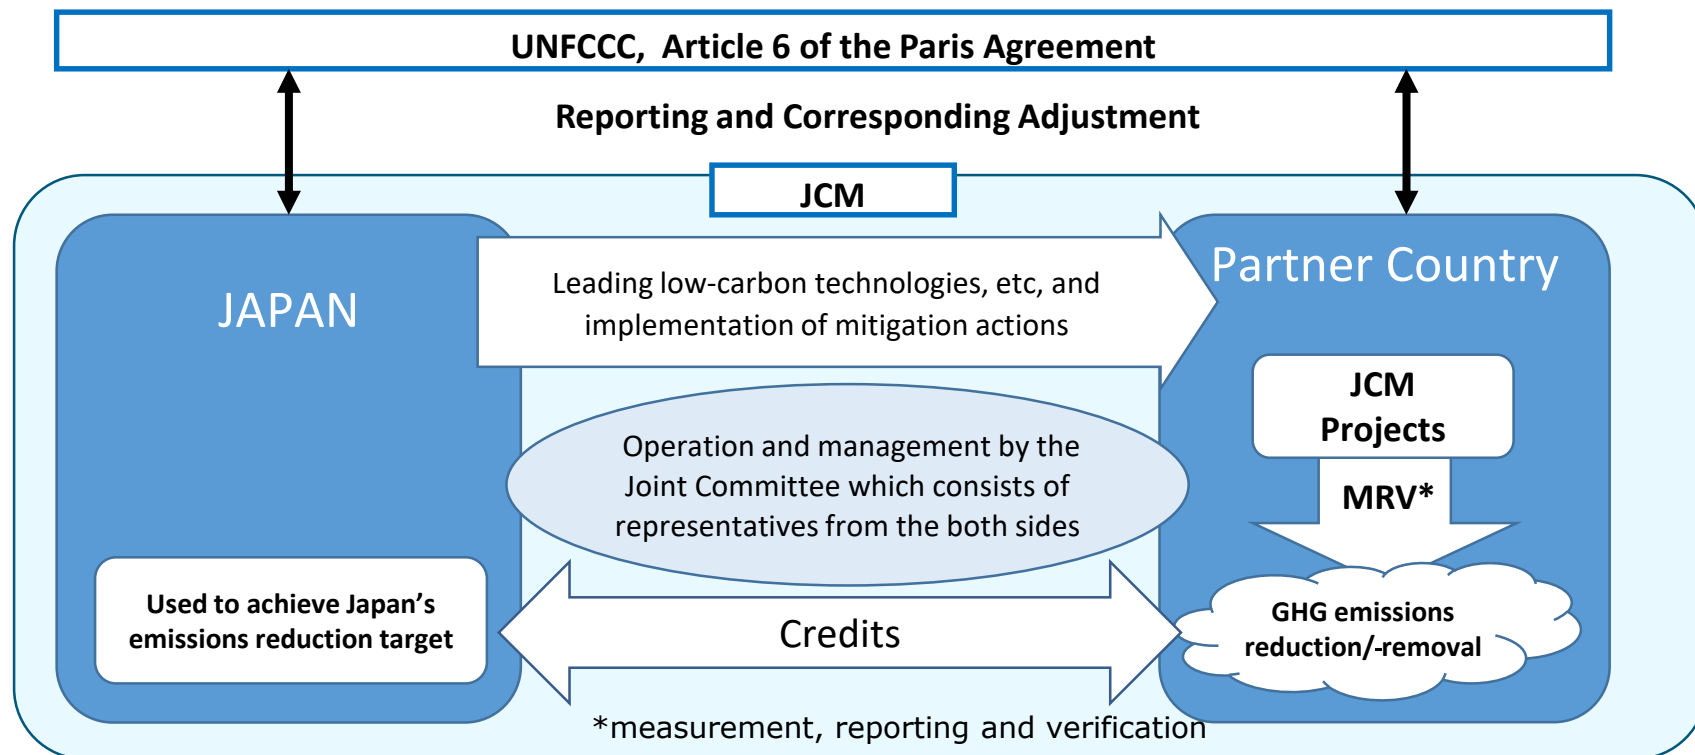 UNFCCC, Article 6 of the Paris Agreement
Reporting and Corresponding Adjustment
JCM
JAPAN
Leading low-carbon technologies, etc, and
implementation of mitigation actions
Partner Country
JCM
Projects
MRV*
Operation and management by the
Joint Committee which consists of
representatives from the both sides
Used to achieve Japan’s
emissions reduction target
Credits
GHG emissions
reduction/-removal
*measurement, reporting and verification